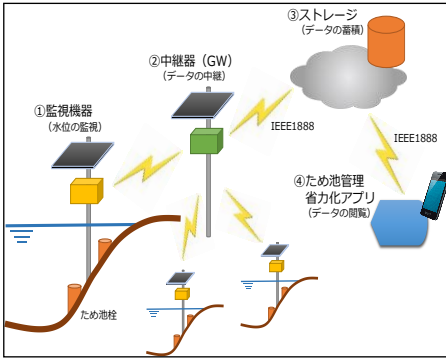 ③ストレージ
(データの蓄積)
②中継器（GW）
(データの中継)
①監視機器
(水位の監視)
IEEE1888
IEEE1888
④ため池管理
省力化アプリ
(データの閲覧)
ため池栓